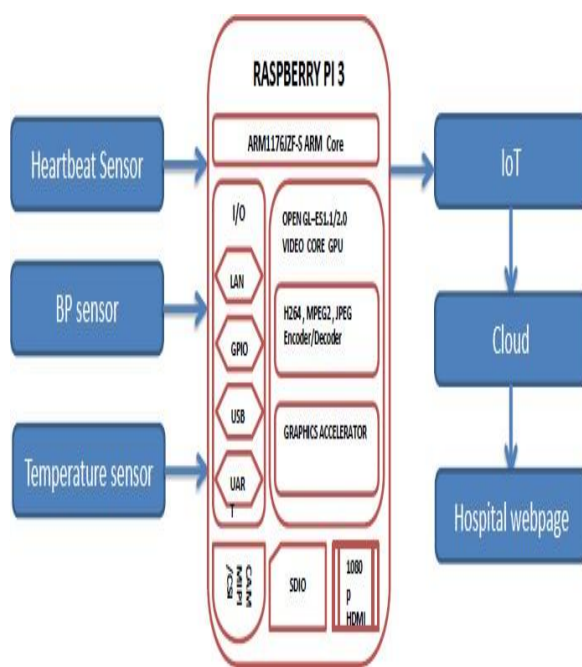 RASPBERRY PI 3
ARM1176JZF-S ARM Core
Heartbeat Sensor
BP sensor
Temperature sensor
I/O
LAN
GPIO
USB
UAR
T
OPEN GL-ES1.1/2.0
VIDEO CORE GPU
H264, MPEG2, JPEG
Encoder/Decoder
GRAPHICS ACCELERATOR
CAM
MIPI
/CSI
SDIO
1080
p
HDMI
IoT
Cloud
Hospital webpage